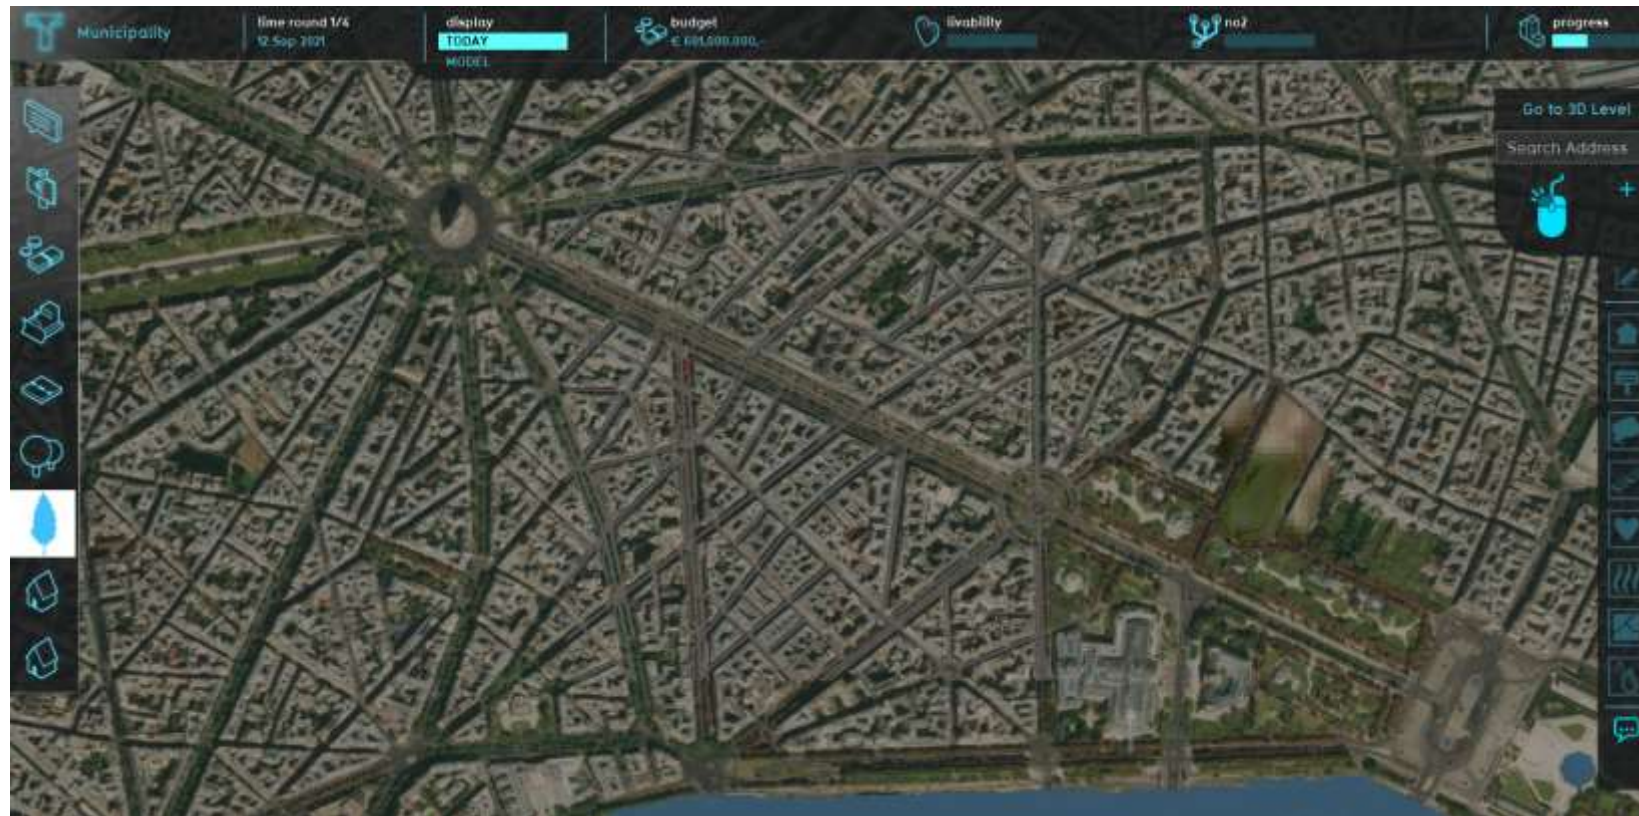 Municipality
time round 1/4
12 Sep 2021
display
TODAY
MODEL
budget
livability
no2
progress
Go to 3D Level
Search Address
+